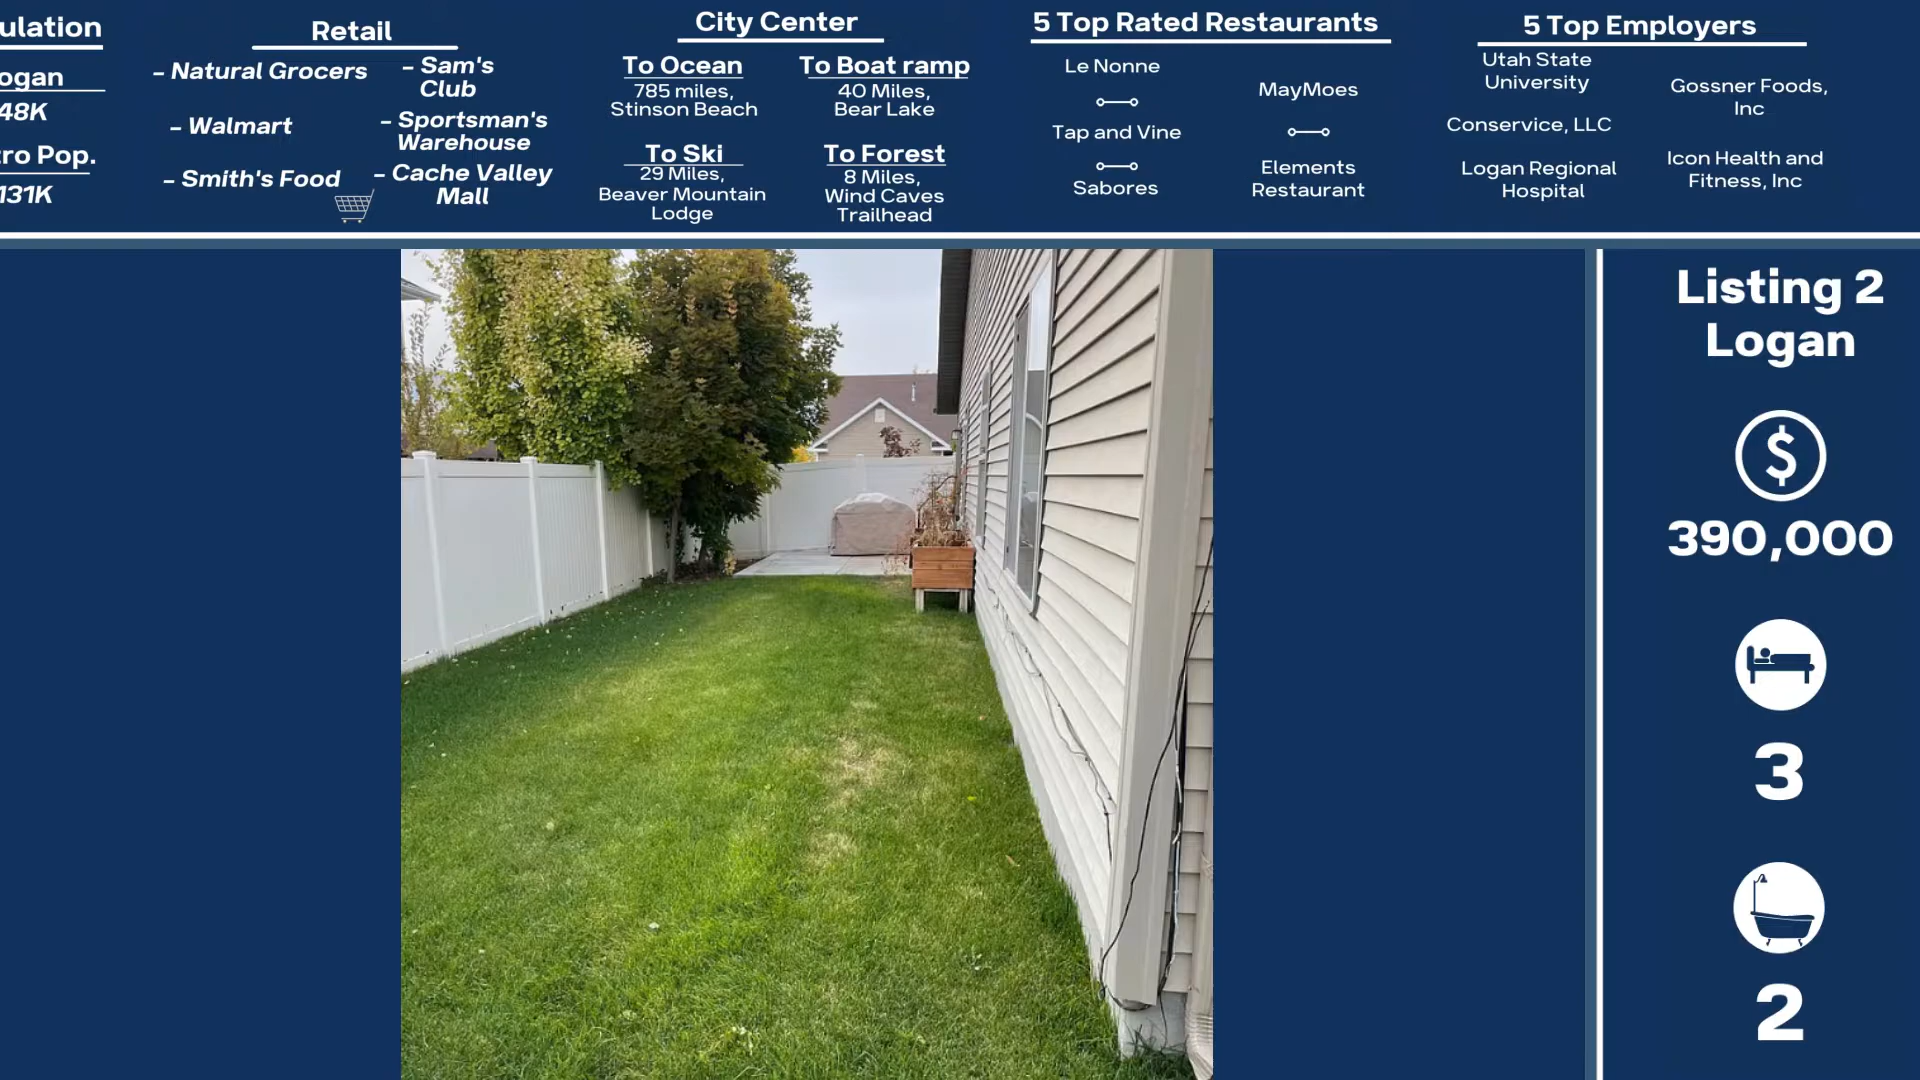 ulation
ogan
48K
tro Pop.
131K
Retail
- Natural Grocers
- Walmart
- Smith's Food
- Sam's
Club
- Sportsman's
Warehouse
- Cache Valley
Mall
City Center
To Ocean
785 miles,
Stinson Beach
To Boat ramp
40 Miles,
Bear Lake
To Ski
29 Miles,
Beaver Mountain
Lodge
To Forest
8 Miles,
Wind Caves
Trailhead
5 Top Rated Restaurants
Le Nonne
Tap and Vine
Sabores
MayMoes
Elements
Restaurant
5 Top Employers
Utah State
University
Conservice, LLC
Logan Regional
Hospital
Gossner Foods,
Inc
Icon Health and
Fitness, Inc
Listing 2
Logan
$
390,000
3
2